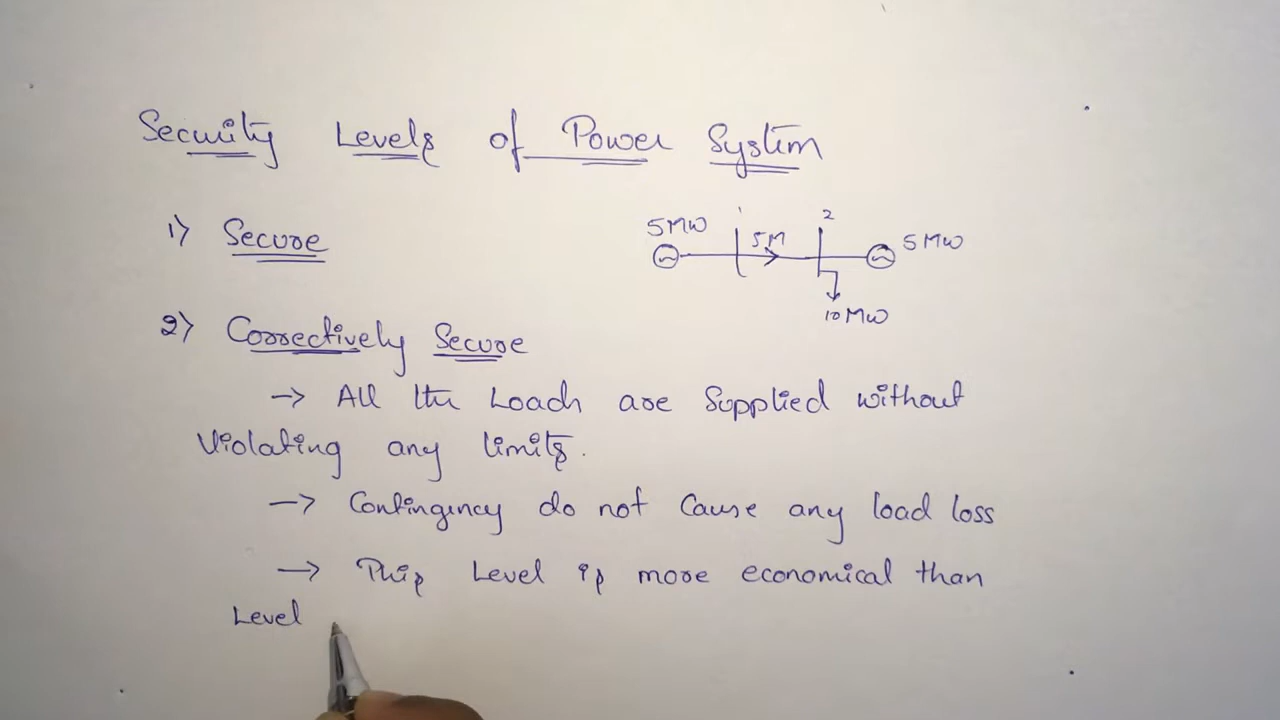 Security Levels of Power System
1) Secure
5MW 1 5M 2 5MW
10 MW
2) Correctively Secure
→ All the Loads are Supplied without
Violating any limits.
→ Contingency do not Cause any load loss
→ This Level is more economical than
Level